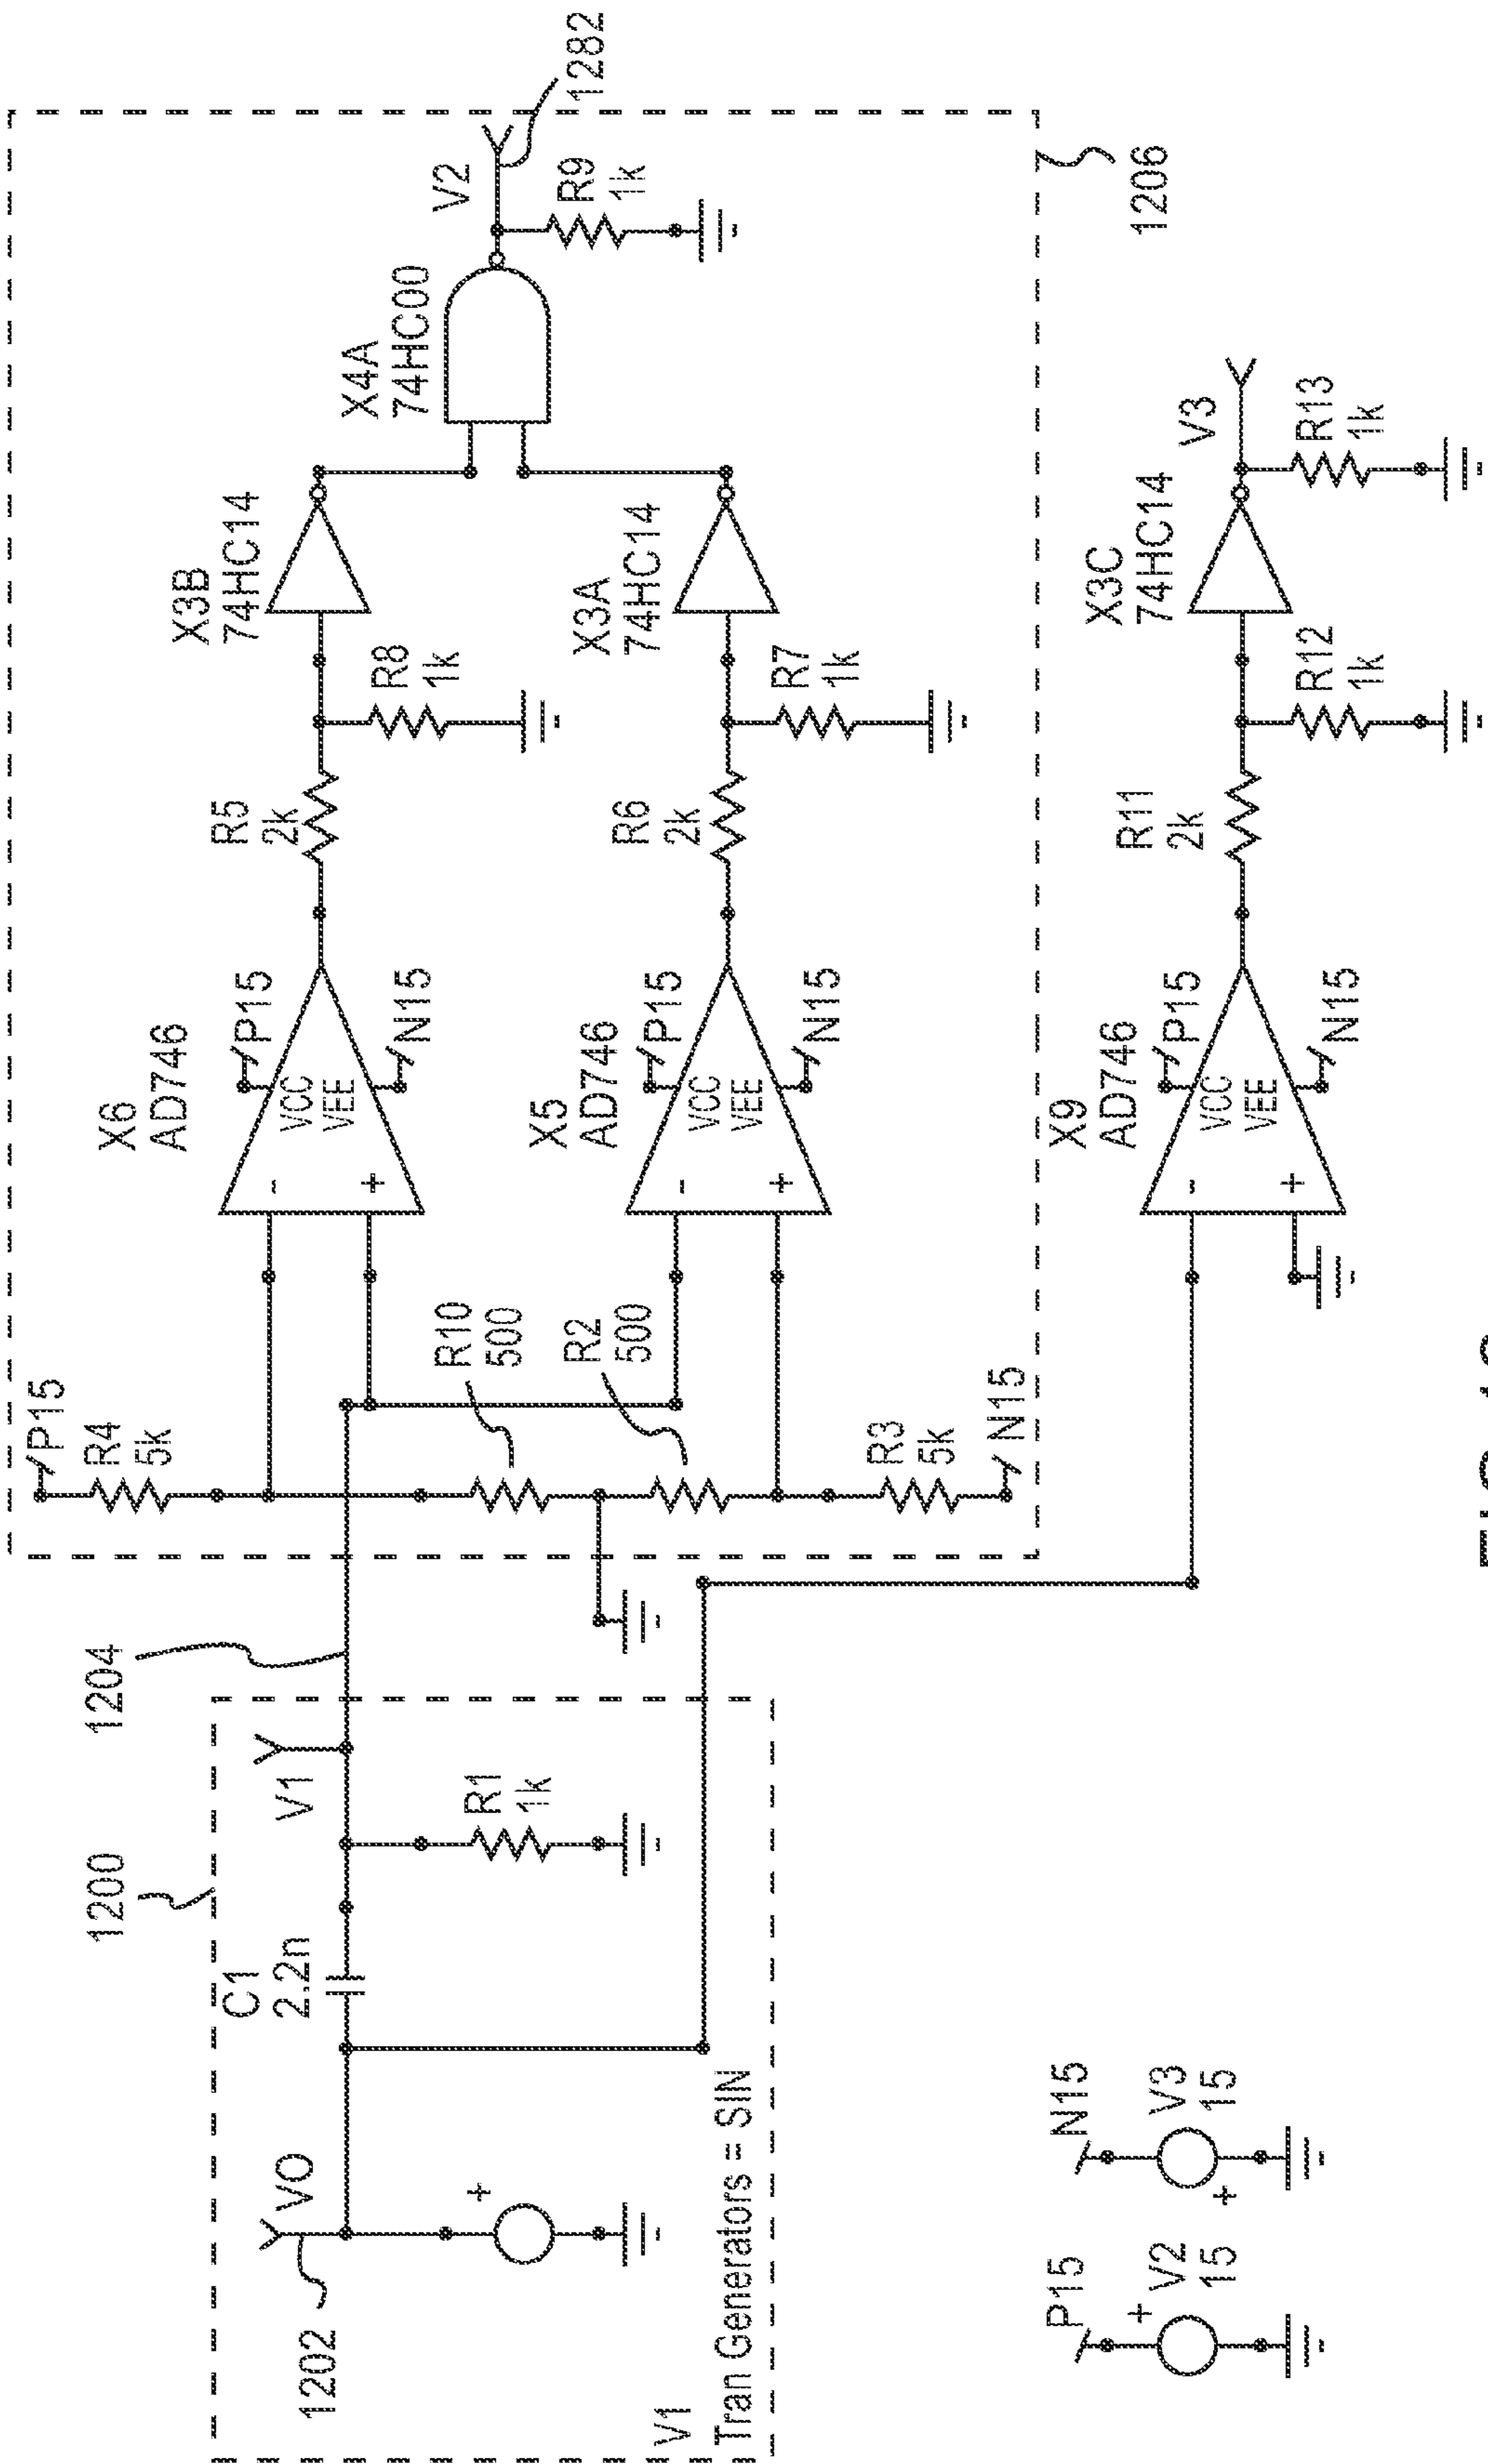 1200
1204
1202
VO
C1
2.2n
V1
R1
1k
V1
Tran Generators = SIN
P15
R4
5k
R10
500
R2
500
R3
5k
N15
X6
AD746
P15
VCC
VEE
N15
-
+
R5
2k
R8
1k
X3B
74HC14
X5
AD746
P15
VCC
VEE
N15
-
+
R6
2k
R7
1k
X3A
74HC14
X4A
74HC00
V2
R9
1k
1282
1206
X9
AD746
P15
VCC
VEE
N15
-
+
R11
2k
R12
1k
X3C
74HC14
V3
R13
1k
P15
+
V2
15
N15
V3
15
+
+